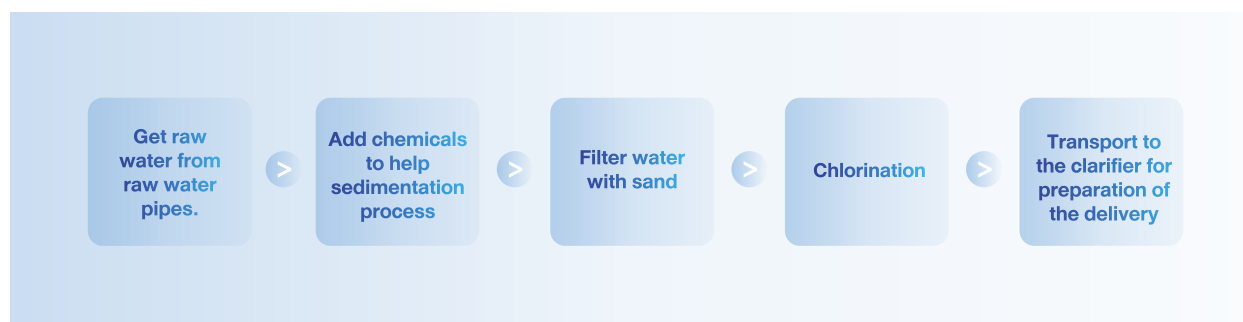 Get raw
water from
raw water
pipes.
>
Add chemicals
to help
sedimentation
process
>
Filter water
with sand
>
Chlorination
>
Transport to
the clarifier for
preparation of
the delivery